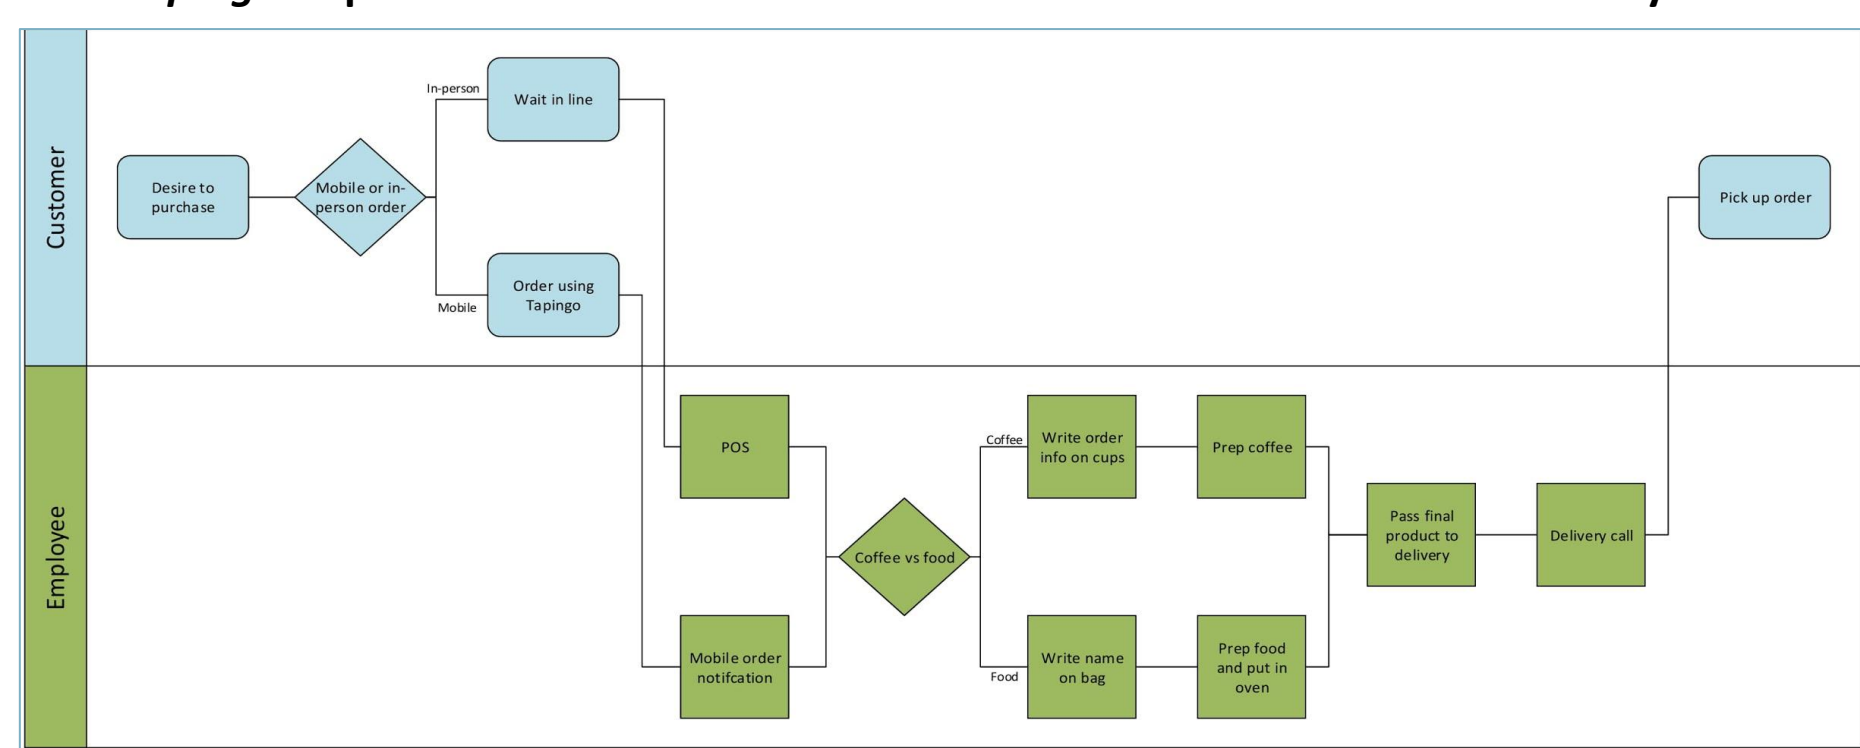 Customer
Desire to
purchase
Mobile or in-
person order
In-person
Wait in line
Mobile
Order using
Tapingo
Pick up order
Employee
POS
Mobile order
notifcation
Coffee vs food
Coffee
Write order
info on cups
Prep coffee
Food
Write name
on bag
Prep food
and put in
oven
Pass final
product to
delivery
Delivery call